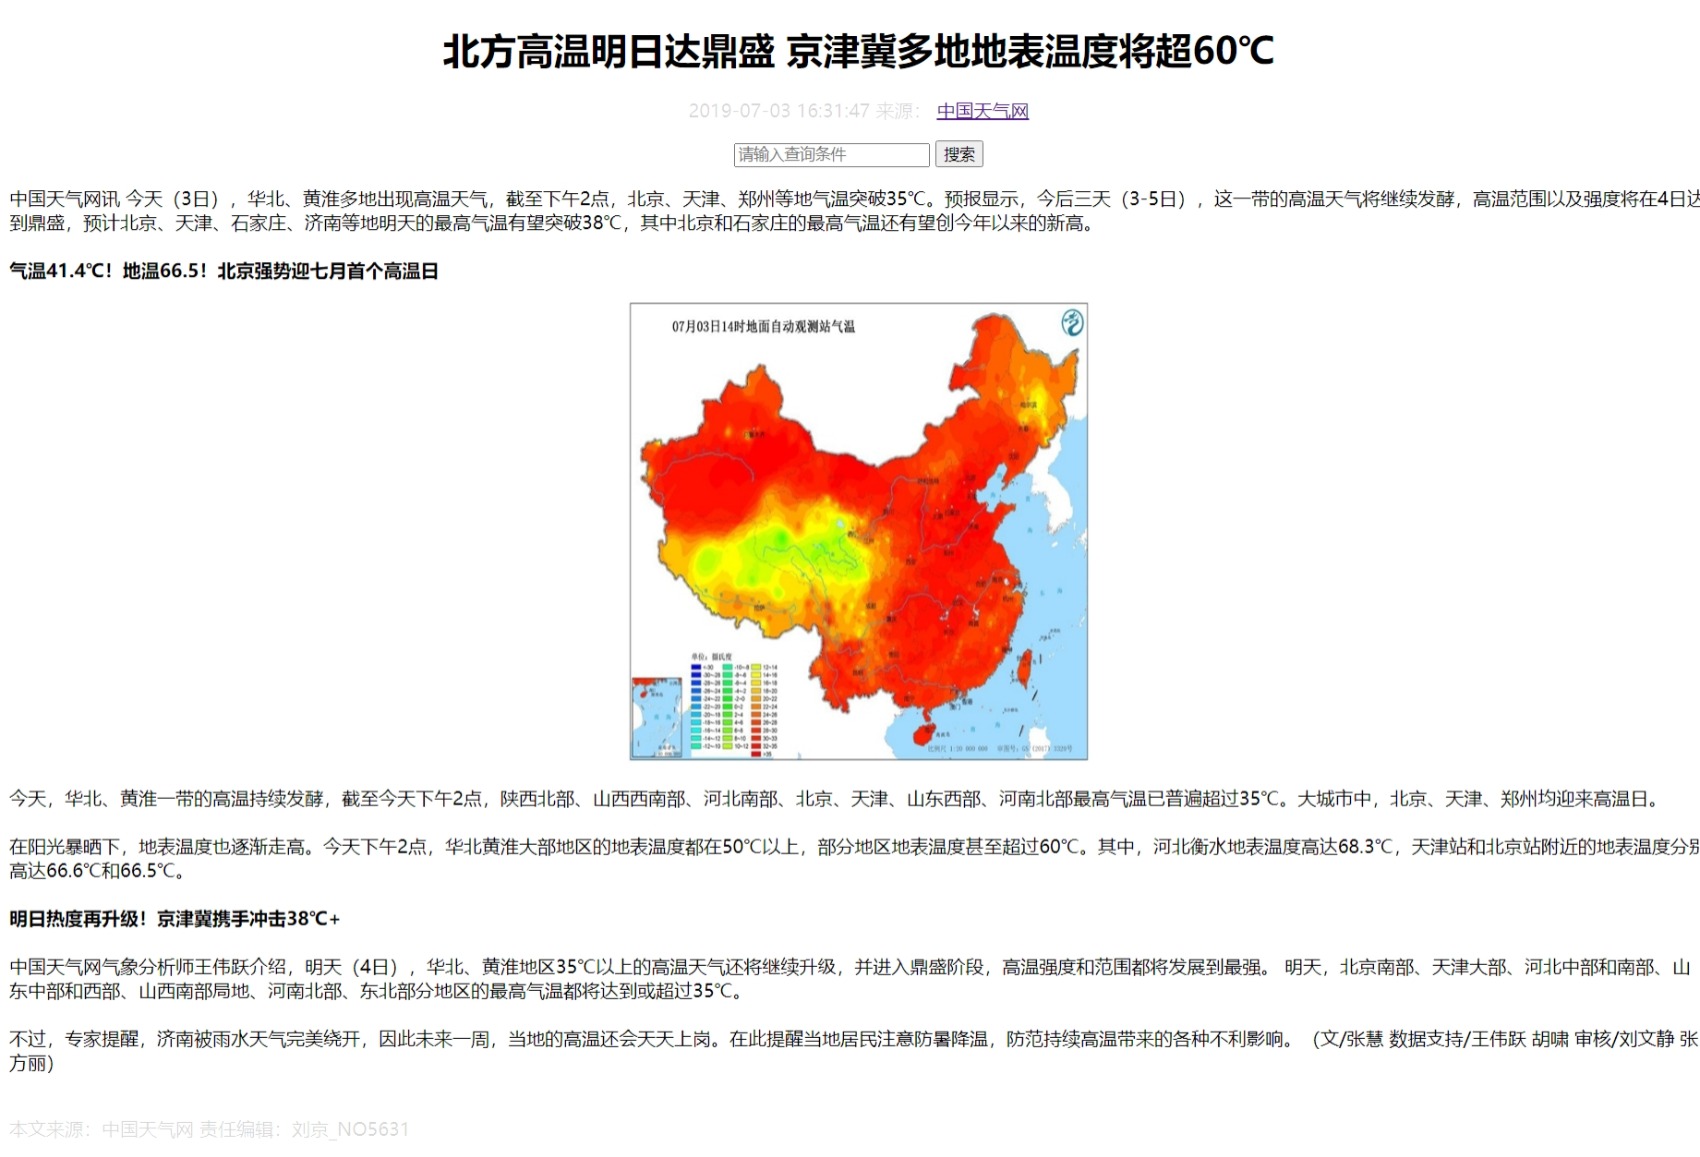 北方高温明日达鼎盛 京津冀多地地表温度将超60℃
2019-07-03 16:31:47 来源： 中国天气网
请输入查询条件 搜索
中国天气网讯 今天（3日），华北、黄淮多地出现高温天气，截至下午2点，北京、天津、郑州等地气温突破35℃。预报显示，今后三天（3-5日），这一带的高温天气将继续发酵，高温范围以及强度将在4日达
到鼎盛，预计北京、天津、石家庄、济南等地明天的最高气温有望突破38℃，其中北京和石家庄的最高气温还有望创今年以来的新高。
气温41.4℃！地温66.5！北京强势迎七月首个高温日
07月03日14时地面自动观测站气温
单位：摄氏度
今天，华北、黄淮一带的高温持续发酵，截至今天下午2点，陕西北部、山西西南部、河北南部、北京、天津、山东西部、河南北部最高气温已普遍超过35℃。大城市中，北京、天津、郑州均迎来高温日。
在阳光暴晒下，地表温度也逐渐走高。今天下午2点，华北黄淮大部地区的地表温度都在50℃以上，部分地区地表温度甚至超过60℃。其中，河北衡水地表温度高达68.3℃，天津站和北京站附近的地表温度分别
高达66.6℃和66.5℃。
明日热度再升级！京津冀携手冲击38℃+
中国天气网气象分析师王伟跃介绍，明天（4日），华北、黄淮地区35℃以上的高温天气还将继续升级，并进入鼎盛阶段，高温强度和范围都将发展到最强。 明天，北京南部、天津大部、河北中部和南部、山
东中部和西部、山西南部局地、河南北部、东北部分地区的最高气温都将达到或超过35℃。
不过，专家提醒，济南被雨水天气完美绕开，因此未来一周，当地的高温还会天天上岗。在此提醒当地居民注意防暑降温，防范持续高温带来的各种不利影响。（文/张慧 数据支持/王伟跃 胡啸 审核/刘文静 张
方丽）
本文来源：中国天气网 责任编辑：刘京_NO5631